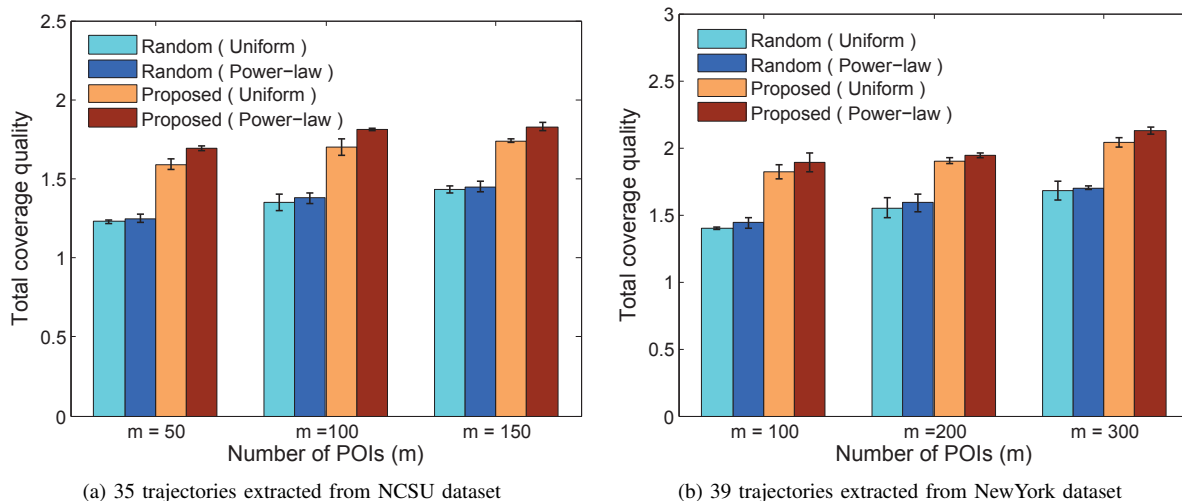 2.5
2
1.5
1
0.5
0
Total coverage quality
Random ( Uniform )
Random ( Power-law )
Proposed ( Uniform )
Proposed ( Power-law )
m = 50
m =100
m = 150
Number of POIs (m)
(a) 35 trajectories extracted from NCSU dataset
3
2.5
2
1.5
1
0.5
0
Total coverage quality
Random ( Uniform )
Random ( Power-law )
Proposed ( Uniform )
Proposed ( Power-law )
m = 100
m =200
m = 300
Number of POIs (m)
(b) 39 trajectories extracted from NewYork dataset